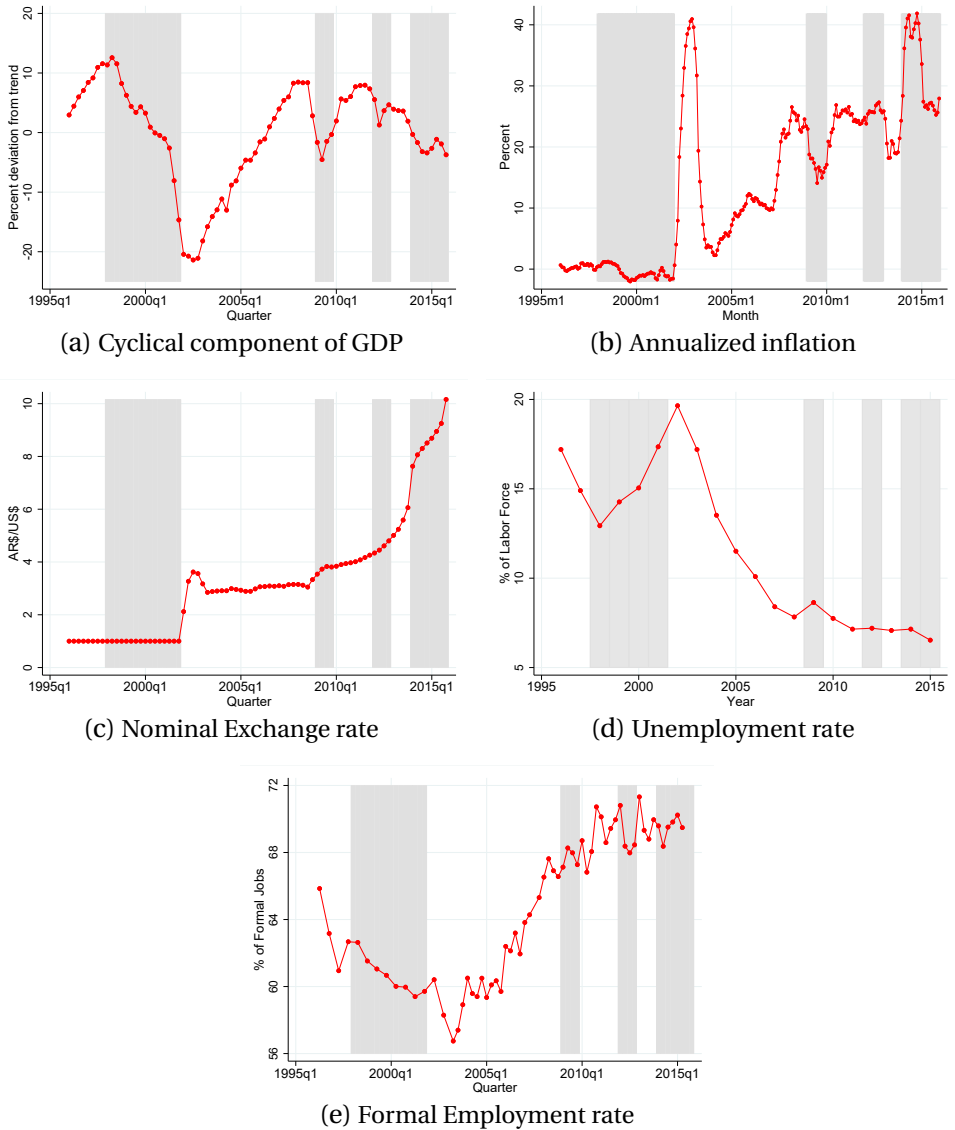 Percent deviation from trend
20
10
0
-10
-20
1995q1 2000q1 2005q1 2010q1 2015q1
Quarter
(a) Cyclical component of GDP
Percent
40
30
20
10
0
1995m1 2000m1 2005m1 2010m1 2015m1
Month
(b) Annualized inflation
AR$/US$
10
8
6
4
2
0
1995q1 2000q1 2005q1 2010q1 2015q1
Quarter
(c) Nominal Exchange rate
% of Labor Force
20
15
10
5
1995 2000 2005 2010 2015
Year
(d) Unemployment rate
% of Formal Jobs
72
68
64
60
56
1995q1 2000q1 2005q1 2010q1 2015q1
Quarter
(e) Formal Employment rate